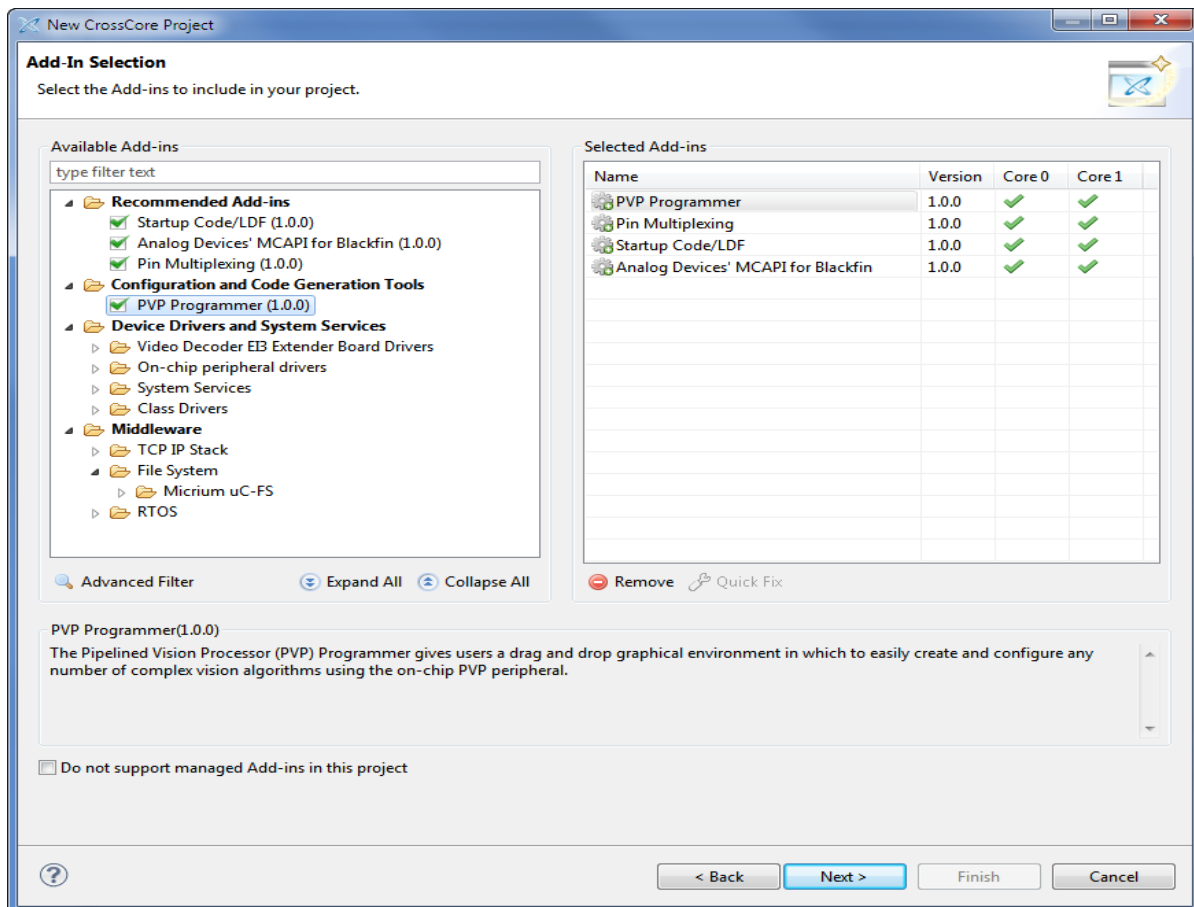 New CrossCore Project
Add-In Selection
Select the Add-ins to include in your project.
Available Add-ins
type filter text
Recommended Add-ins
Startup Code/LDF (1.0.0)
Analog Devices' MCAPI for Blackfin (1.0.0)
Pin Multiplexing (1.0.0)
Configuration and Code Generation Tools
PVP Programmer (1.0.0)
Device Drivers and System Services
Video Decoder EI3 Extender Board Drivers
On-chip peripheral drivers
System Services
Class Drivers
Middleware
TCP IP Stack
File System
Micrium uC-FS
RTOS
Advanced Filter Expand All Collapse All
Selected Add-ins
Name Version Core 0 Core 1
PVP Programmer 1.0.0
Pin Multiplexing 1.0.0
Startup Code/LDF 1.0.0
Analog Devices' MCAPI for Blackfin 1.0.0
Remove Quick Fix
PVP Programmer(1.0.0)
The Pipelined Vision Processor (PVP) Programmer gives users a drag and drop graphical environment in which to easily create and configure any
number of complex vision algorithms using the on-chip PVP peripheral.
Do not support managed Add-ins in this project
? < Back Next > Finish Cancel